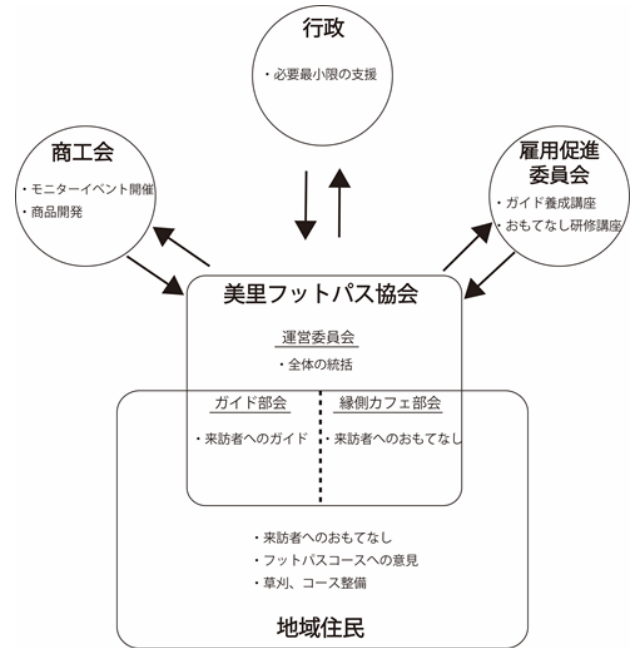 行政
・必要最小限の支援
商工会
・モニターイベント開催
・商品開発
雇用促進
委員会
・ガイド養成講座
・おもてなし研修講座
美里フットパス協会
運営委員会
・全体の統括
ガイド部会
・来訪者へのガイド
縁側カフェ部会
・来訪者へのおもてなし
・来訪者へのおもてなし
・フットパスコースへの意見
・草刈、コース整備
地域住民